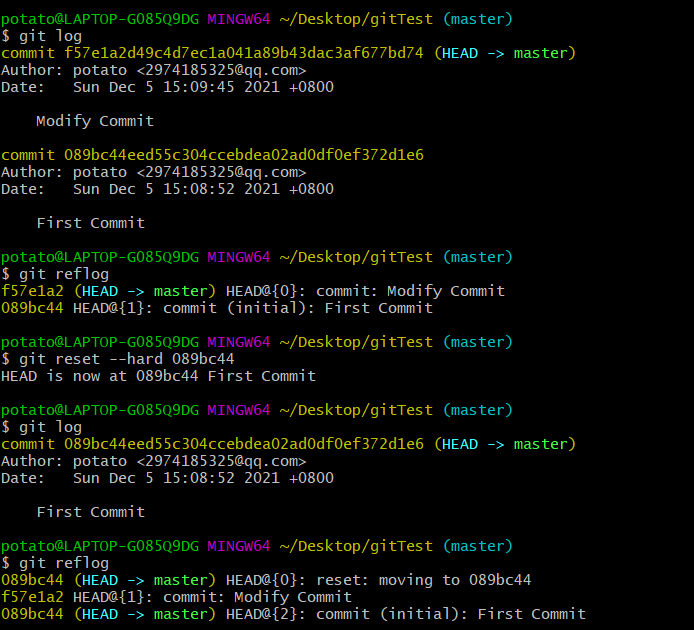 potato@LAPTOP-G085Q9DG MINGW64 ~/Desktop/gitTest (master)
$ git log
commit f57e1a2d49c4d7ec1a041a89b43dac3af677bd74 (HEAD -> master)
Author: potato <2974185325@qq.com>
Date:   Sun Dec 5 15:09:45 2021 +0800
    Modify Commit
commit 089bc44eed55c304ccebdea02ad0df0ef372d1e6
Author: potato <2974185325@qq.com>
Date:   Sun Dec 5 15:08:52 2021 +0800
    First Commit
potato@LAPTOP-G085Q9DG MINGW64 ~/Desktop/gitTest (master)
$ git reflog
f57e1a2 (HEAD -> master) HEAD@{0}: commit: Modify Commit
089bc44 HEAD@{1}: commit (initial): First Commit
potato@LAPTOP-G085Q9DG MINGW64 ~/Desktop/gitTest (master)
$ git reset --hard 089bc44
HEAD is now at 089bc44 First Commit
potato@LAPTOP-G085Q9DG MINGW64 ~/Desktop/gitTest (master)
$ git log
commit 089bc44eed55c304ccebdea02ad0df0ef372d1e6 (HEAD -> master)
Author: potato <2974185325@qq.com>
Date:   Sun Dec 5 15:08:52 2021 +0800
    First Commit
potato@LAPTOP-G085Q9DG MINGW64 ~/Desktop/gitTest (master)
$ git reflog
089bc44 (HEAD -> master) HEAD@{0}: reset: moving to 089bc44
f57e1a2 HEAD@{1}: commit: Modify Commit
089bc44 HEAD@{2}: commit (initial): First Commit